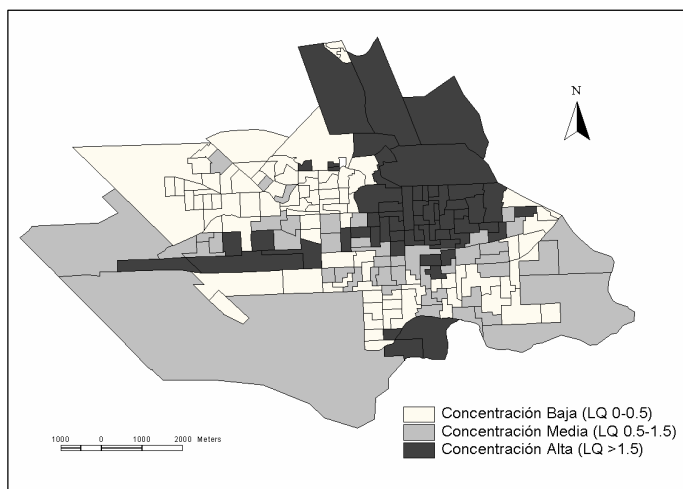 N
Concentración Baja (LQ 0-0.5)
Concentración Media (LQ 0.5-1.5)
Concentración Alta (LQ >1.5)
1000 0 1000 2000 Meters